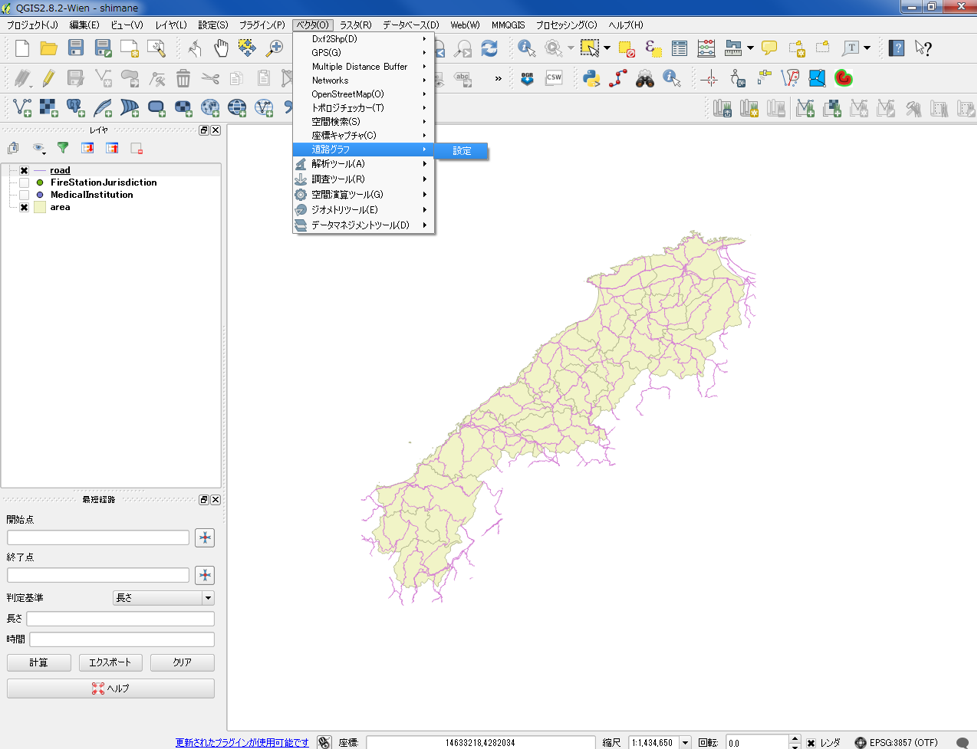 QGIS2.8.2-Wien - shimane
プロジェクト(J) 編集(E) ビュー(V) レイヤ(L) 設定(S) プラグイン(P) ベクタ(O) ラスタ(R) データベース(D) Web(W) MMQGIS プロセッシング(C) ヘルプ(H)
Dxf2Shp(D)
GPS(G)
Multiple Distance Buffer
Networks
OpenStreetMap(O)
トポロジチェッカー(T)
空間検索(S)
座標キャプチャ(C)
道路グラフ
設定
解析ツール(A)
調査ツール(R)
空間演算ツール(G)
ジオメトリツール(E)
データマネジメントツール(D)
abc
»
CSW
レイヤ
road
FireStationJurisdiction
MedicalInstitution
area
最短経路
開始点
終了点
判定基準 長さ
長さ
時間
計算 エクスポート クリア
ヘルプ
更新されたプラグインが使用可能です 座標: 14633218,4282034 縮尺 1:1,434,650 回転: 0.0 レンダ EPSG:3857 (OTF)